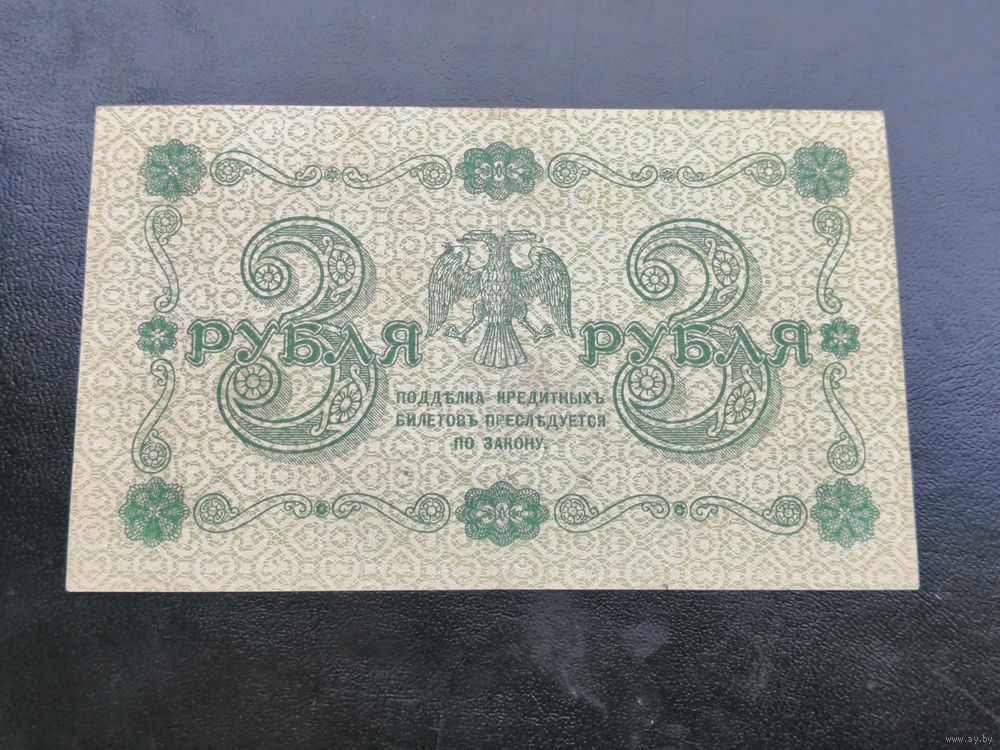 3 3
РУБЛЯ РУБЛЯ
ПОДДѢЛКА КРЕДИТНЫХЪ
БИЛЕТОВЪ ПРЕСЛѢДУЕТСЯ
ПО ЗАКОНУ.
www.ay.by